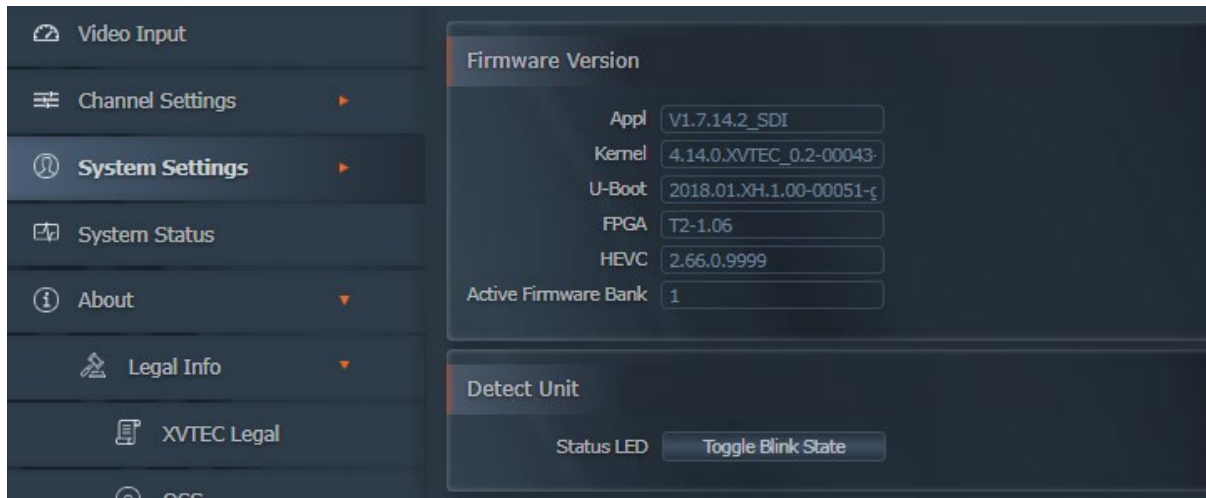 Video Input
Channel Settings
System Settings
System Status
About
Legal Info
XVTEC Legal
OSS
Firmware Version
Appl V1.7.14.2_SDI
Kernel 4.14.0.XVTEC_0.2-00043-
U-Boot 2018.01.XH.1.00-00051-g
FPGA T2-1.06
HEVC 2.66.0.9999
Active Firmware Bank 1
Detect Unit
Status LED Toggle Blink State